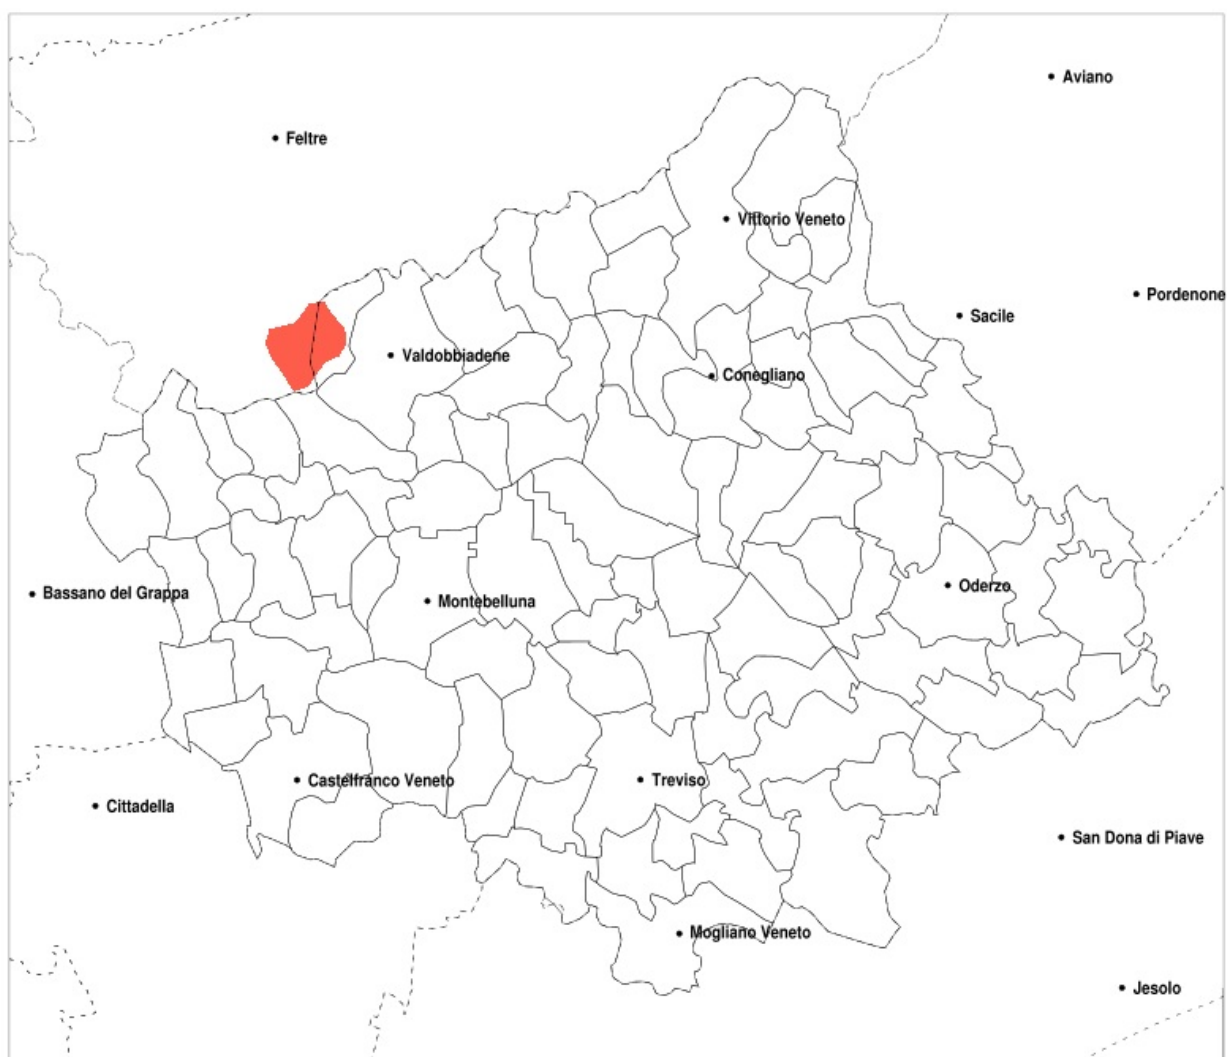 Aviano
Feltre
Vittorio Veneto
Pordenone
Sacile
Valdobbiadene
Conegliano
Oderzo
Bassano del Grappa
Montebelluna
Castelfranco Veneto
Treviso
Cittadella
San Dona di Piave
Mogliano Veneto
Jesolo